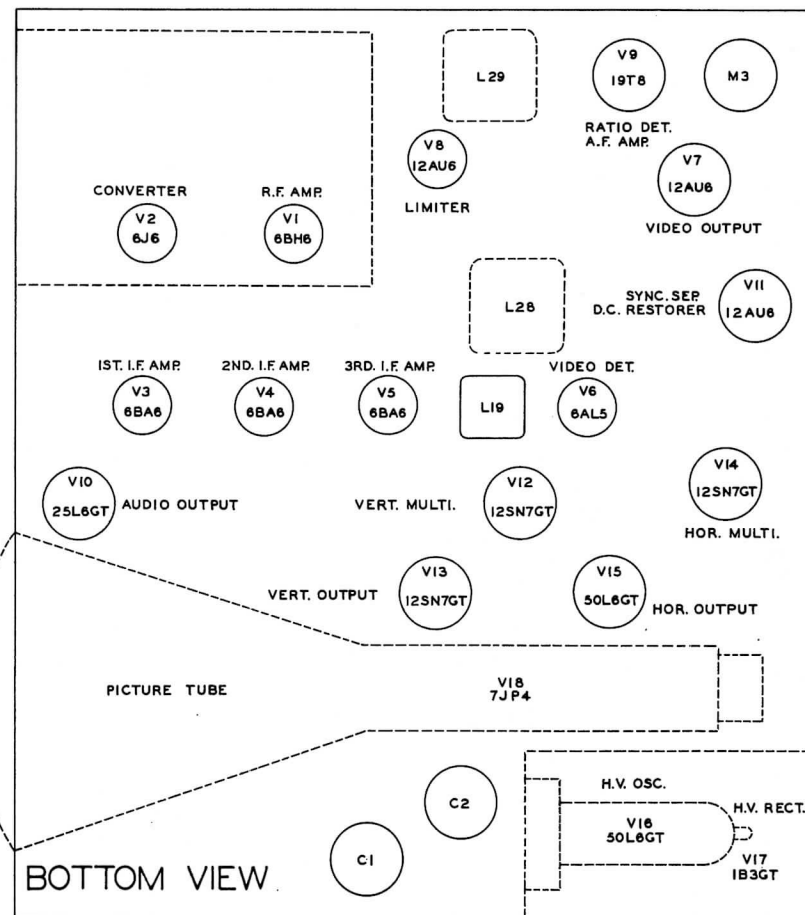 L29
V9
19T8
M3
RATIO DET.
A.F. AMP.
V8
12AU6
LIMITER
V7
12AU6
VIDEO OUTPUT
CONVERTER
V2
6J6
R.F. AMP.
V1
6BH6
L28
SYNC. SEP.
D.C. RESTORER
V11
12AU6
1ST. I.F. AMP.
V3
6BA6
2ND. I.F. AMP.
V4
6BA6
3RD. I.F. AMP.
V5
6BA6
L19
VIDEO DET.
V6
6AL5
V10
25L6GT
AUDIO OUTPUT
VERT. MULTI.
V12
12SN7GT
V14
12SN7GT
HOR. MULTI.
VERT. OUTPUT
V13
12SN7GT
V15
50L6GT
HOR. OUTPUT
PICTURE TUBE
V18
7JP4
C2
C1
H.V. OSC.
V16
50L6GT
H.V. RECT.
V17
1B3GT
BOTTOM VIEW